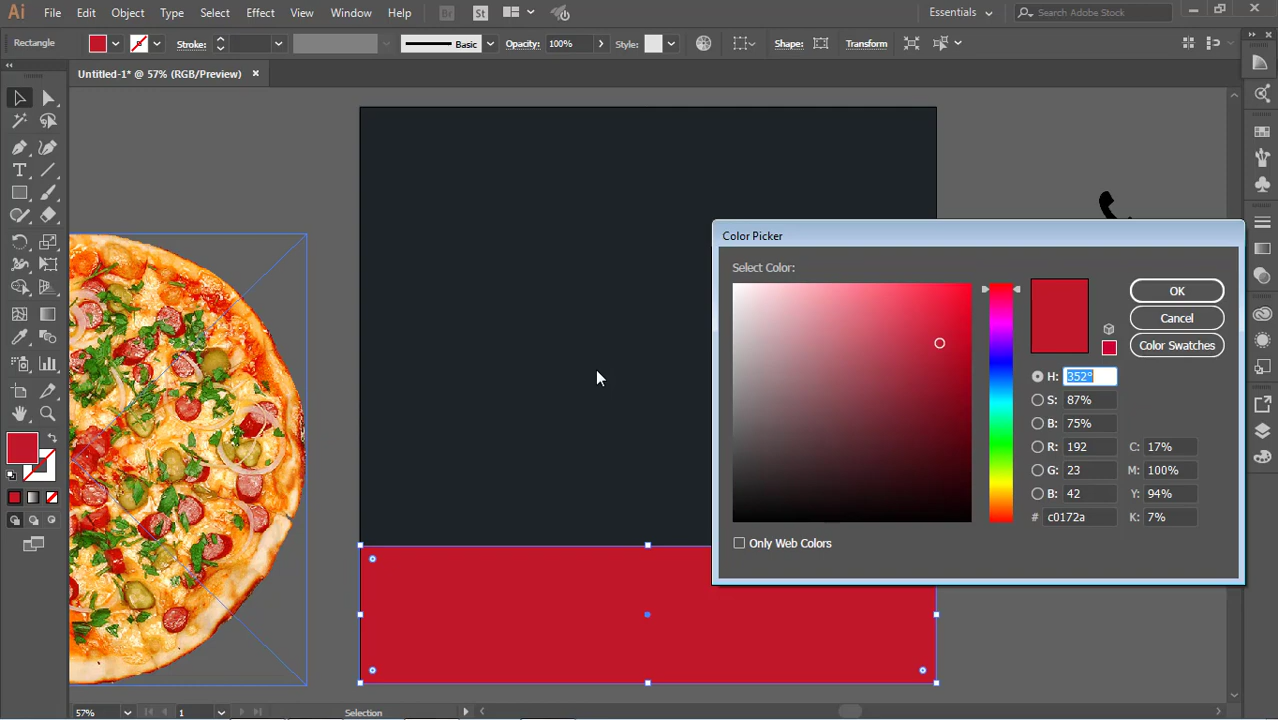 Ai File Edit Object Type Select Effect View Window Help Br St Essentials Search Adobe Stock
Rectangle Stroke: Basic Opacity: 100% Style: Shape: Transform
Untitled-1* @ 57% (RGB/Preview)
Color Picker
Select Color:
OK
Cancel
Color Swatches
H: 352°
S: 87%
B: 75%
R: 192 C: 17%
G: 23 M: 100%
B: 42 Y: 94%
# c0172a K: 7%
Only Web Colors
57% 1 Selection